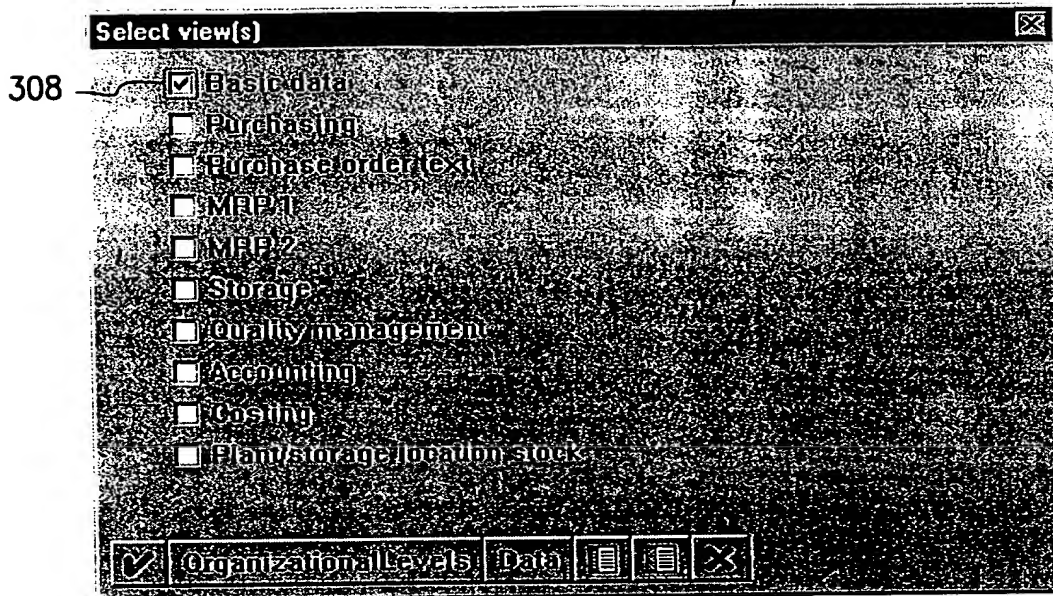 Select view(s)
308
Basic data
Purchasing
Purchase order text
MRP 1
MRP 2
Storage
Quality management
Accounting
Costing
Plant/storage location stock
Organizational Levels Data